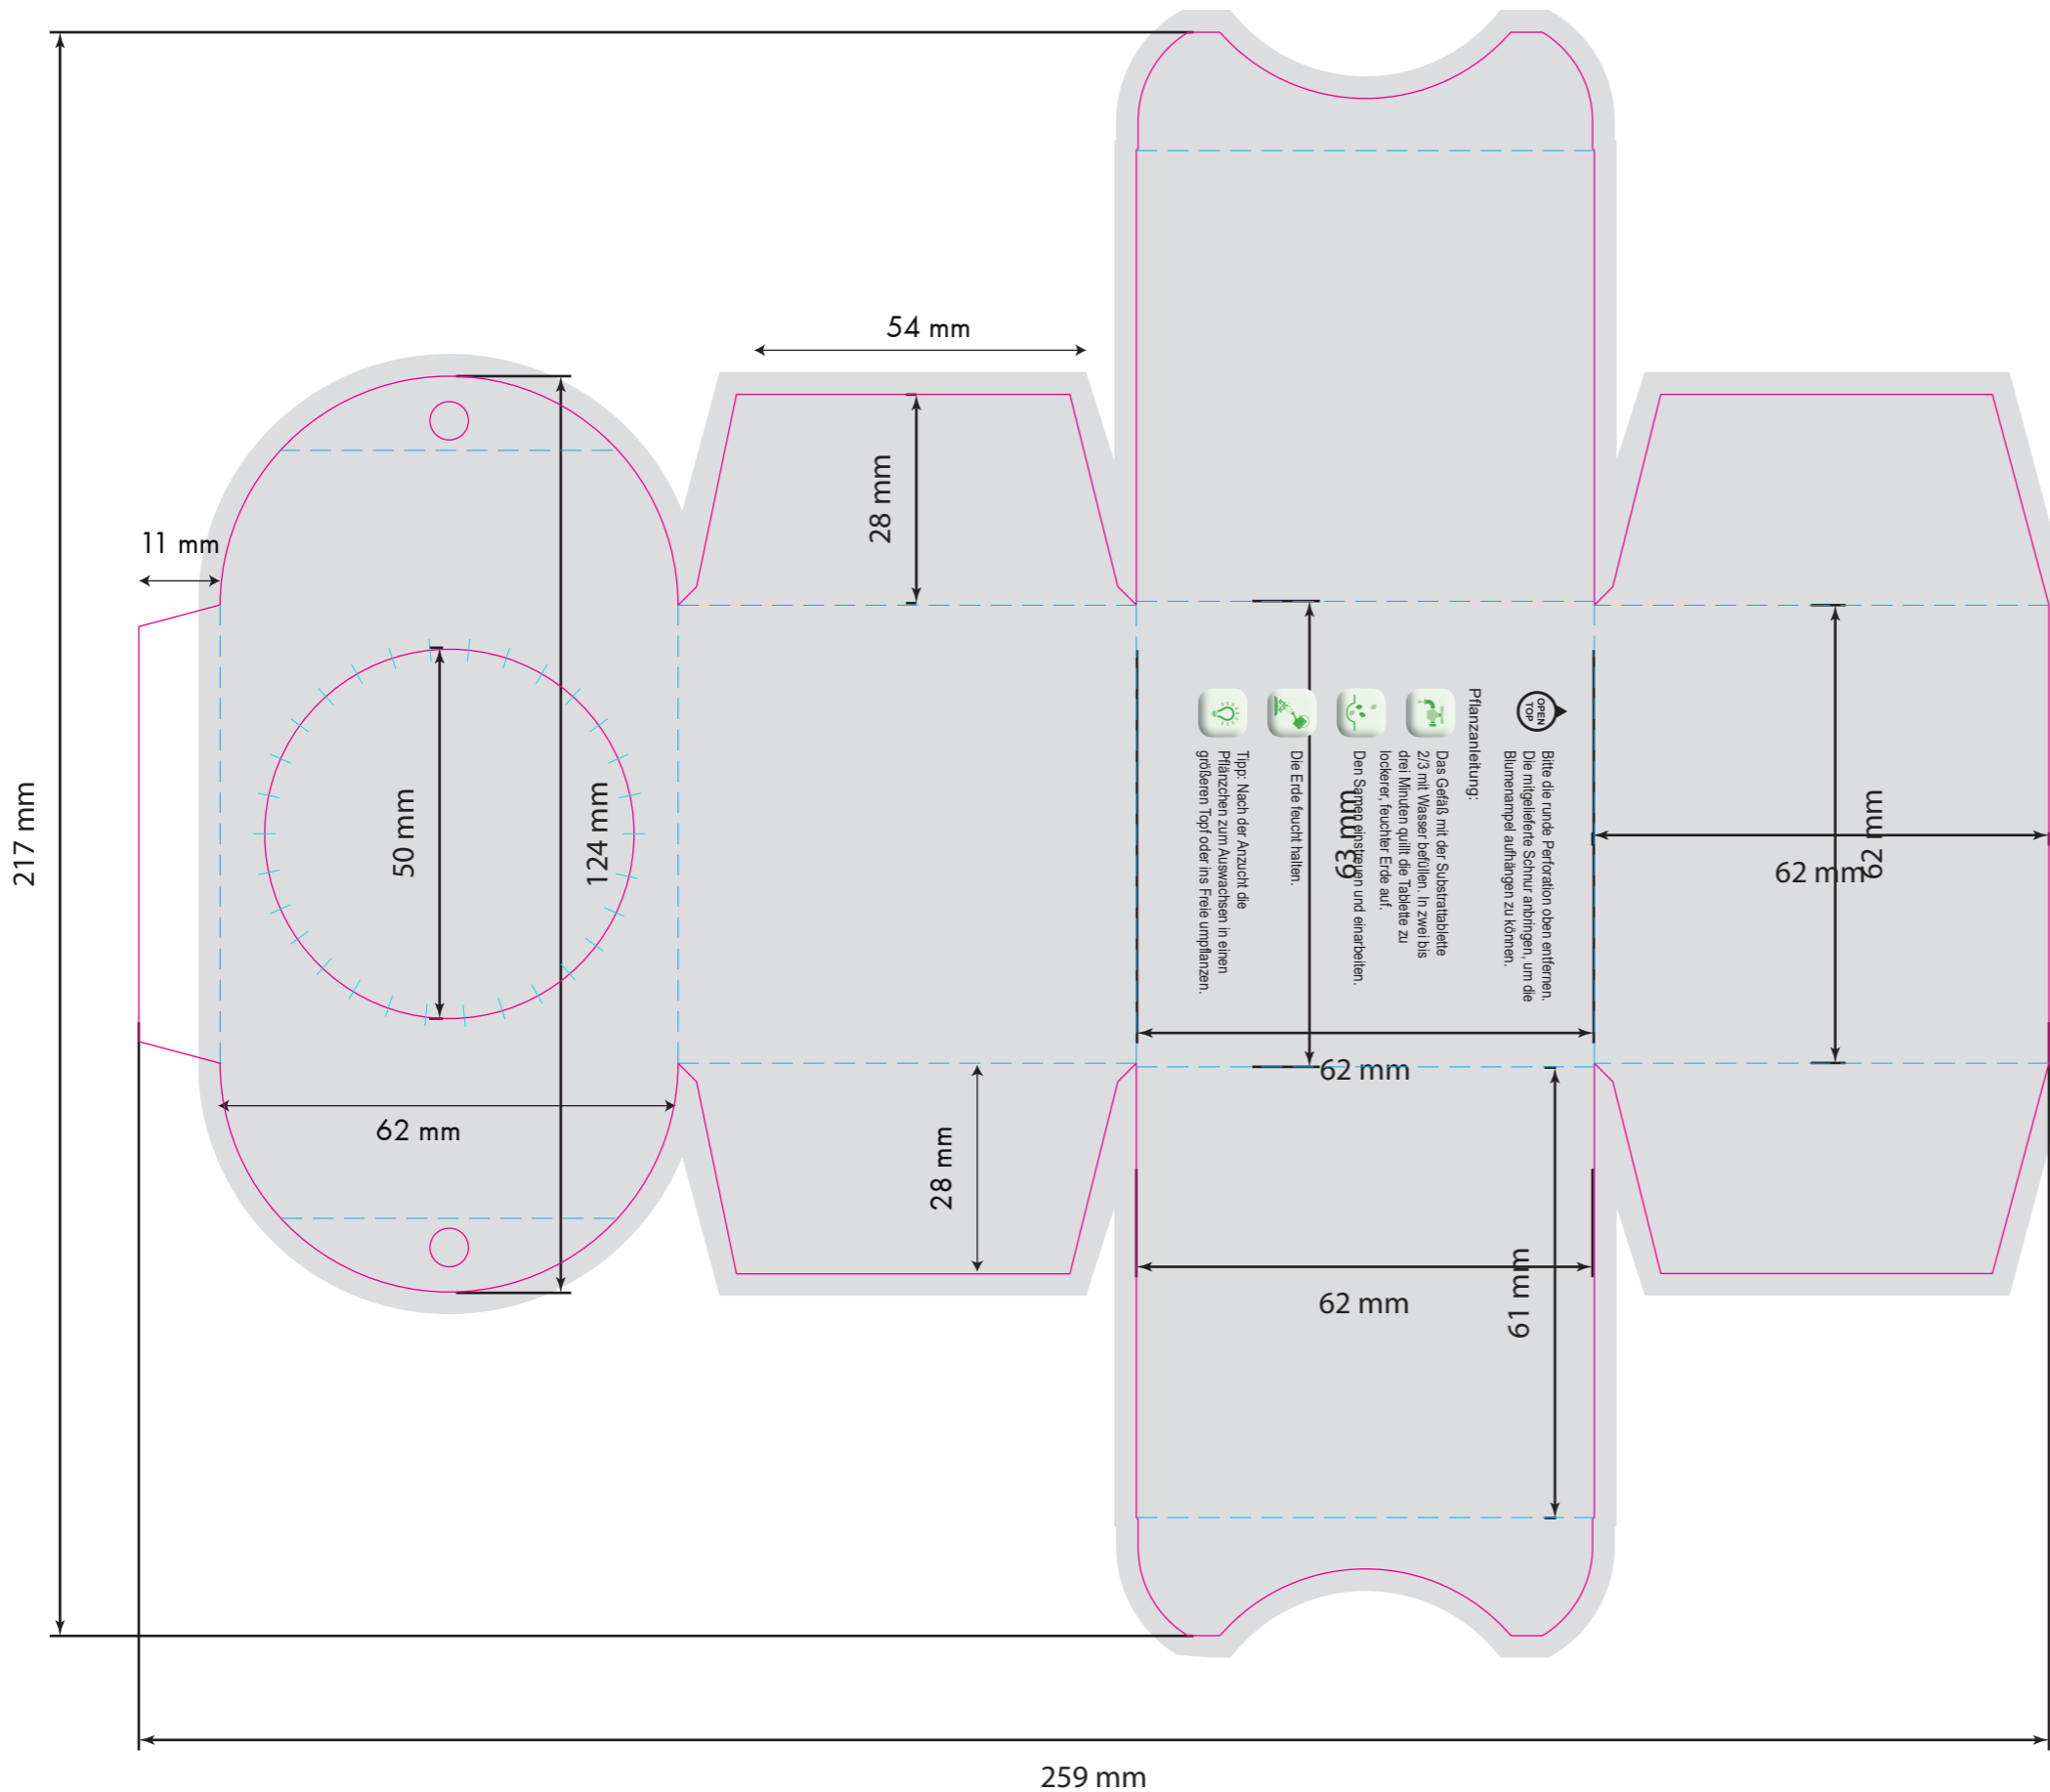 54 mm
28 mm
11 mm
217 mm
50 mm
124 mm
62 mm
28 mm
OPEN
TOP
Bitte die runde Perforation oben entfernen.
Die mitgelieferte Schnur anbringen, um die
Blumenampel aufhängen zu können.
Pflanzanleitung:
Das Gefäß mit der Substrattablette
2/3 mit Wasser befüllen. In zwei bis
drei Minuten quillt die Tablette zu
lockerer, feuchter Erde auf.
Den Samen einstreuen und einarbeiten.
Die Erde feucht halten.
Tipp: Nach der Anzucht die
Pflänzchen zum Auswachsen in einen
größeren Topf oder ins Freie umpflanzen.
63 mm
62 mm
62 mm
62 mm
62 mm
61 mm
259 mm